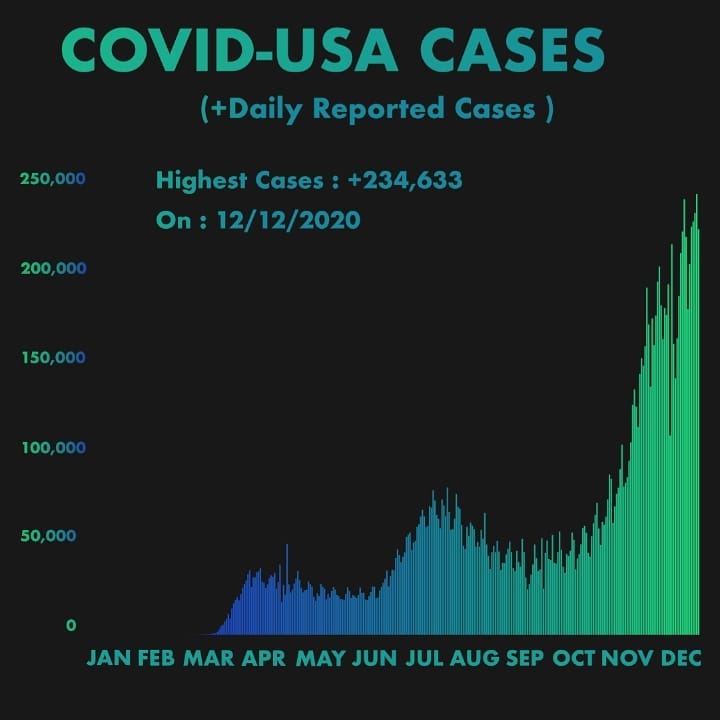 COVID-USA CASES
(+Daily Reported Cases )
Highest Cases : +234,633
On : 12/12/2020
250,000
200,000
150,000
100,000
50,000
0
JAN FEB MAR APR MAY JUN JUL AUG SEP OCT NOV DEC